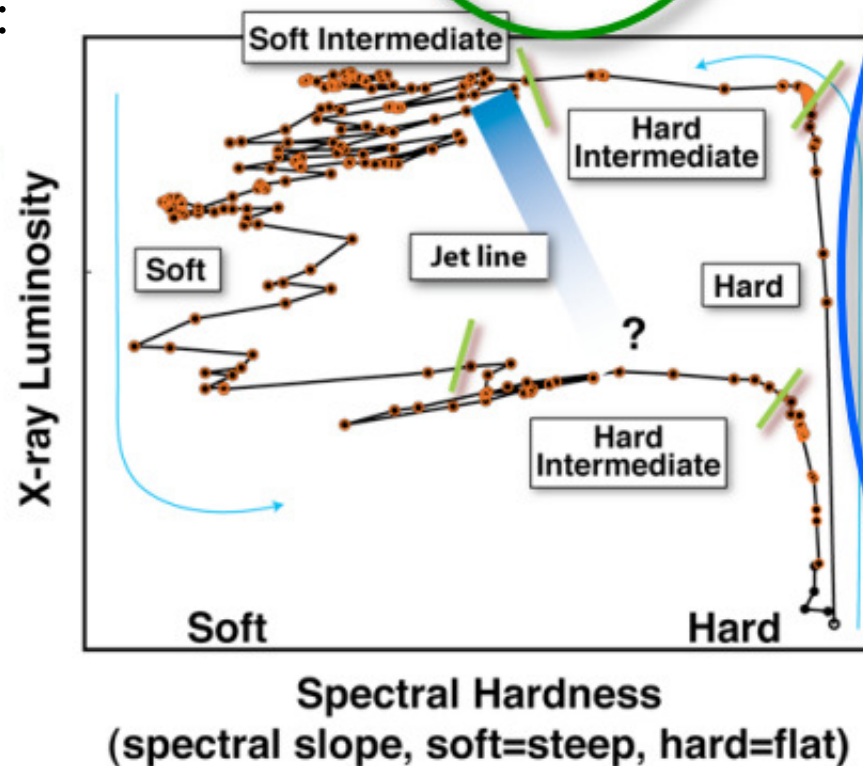 :
Soft Intermediate
Hard
Intermediate
Jet line
Soft
Hard
?
Hard
Intermediate
X-ray Luminosity
Soft
Hard
Spectral Hardness
(spectral slope, soft=steep, hard=flat)